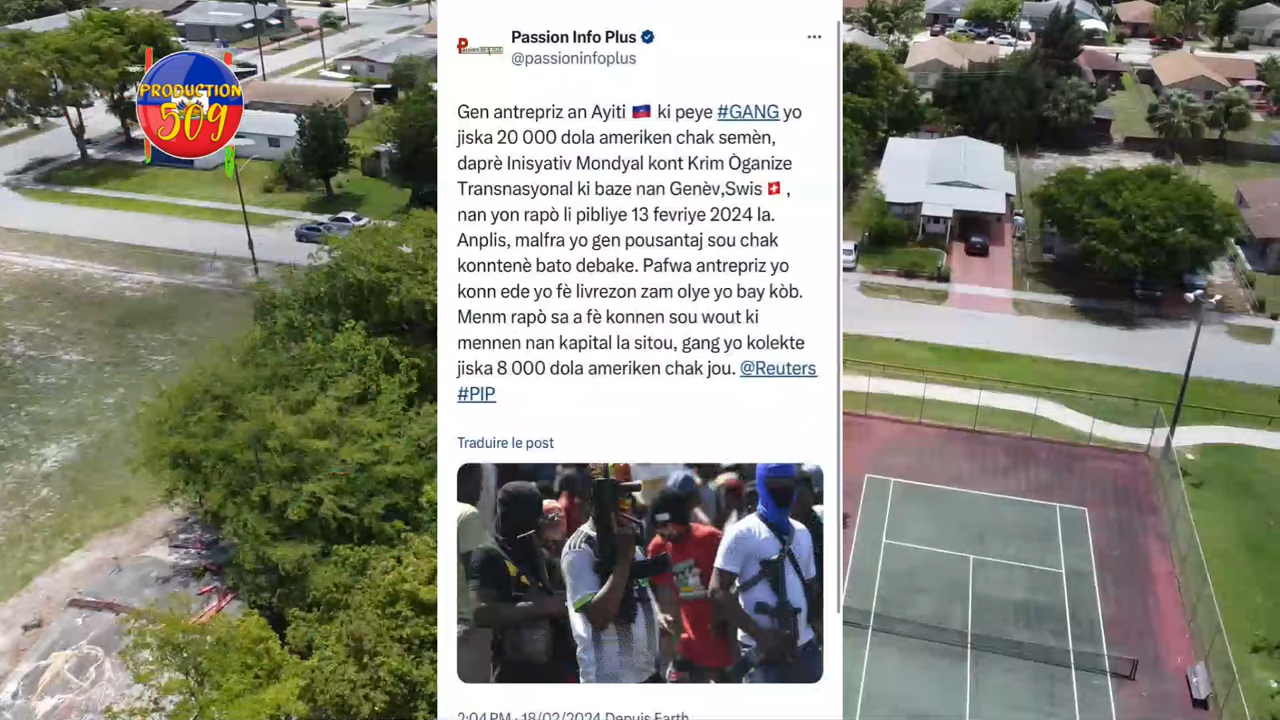 PRODUCTION
509
Passion Info Plus
@passioninfoplus
Gen antrepriz an Ayiti 🇭🇹 ki peye #GANG yo
jiska 20 000 dola ameriken chak semèn,
daprè Inisyativ Mondyal kont Krim Òganize
Transnasyonal ki baze nan Genèv,Swis 🇨🇭 ,
nan yon rapò li pibliye 13 fevriye 2024 la.
Anplis, malfra yo gen pousantaj sou chak
konntenè bato debake. Pafwa antrepriz yo
konn ede yo fè livrezon zam olye yo bay kòb.
Menm rapò sa a fè konnen sou wout ki
mennen nan kapital la sitou, gang yo kolekte
jiska 8 000 dola ameriken chak jou. @Reuters
#PIP
Traduire le post
2:04 PM · 18/02/2024 Depuis Earth